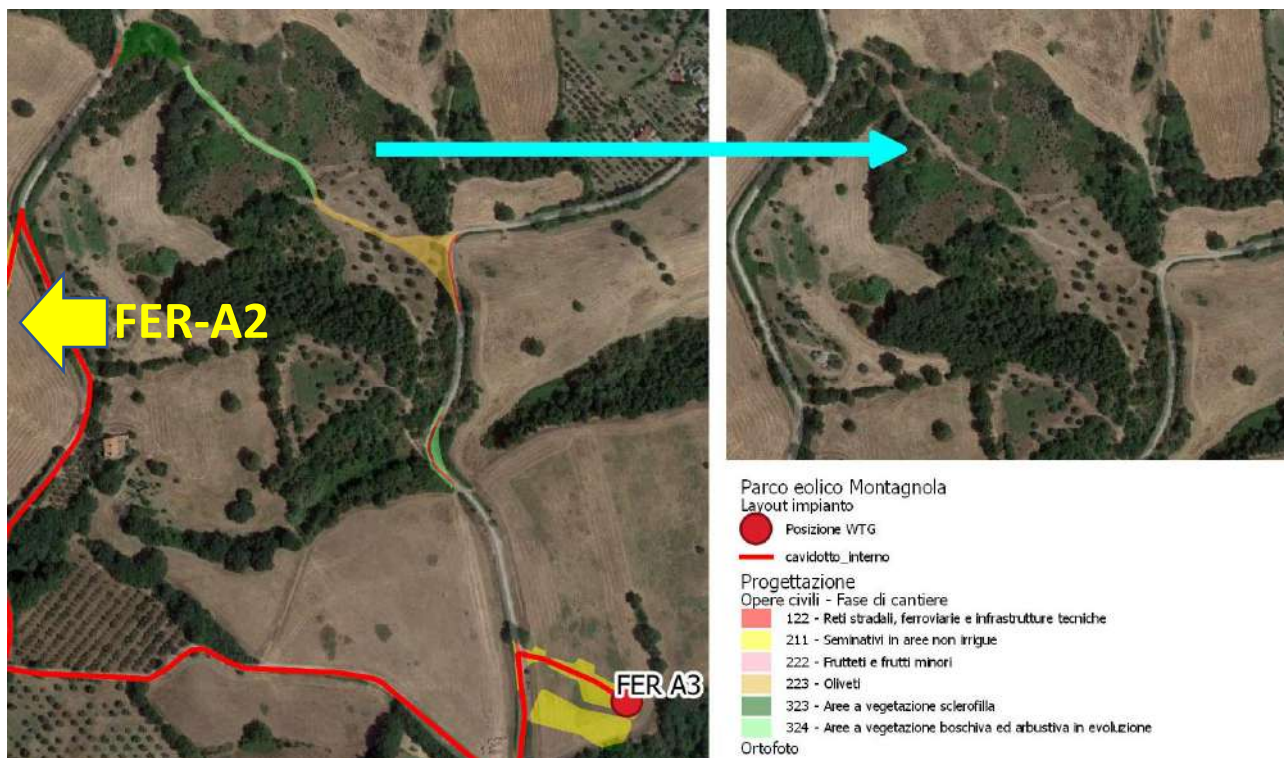 FER-A2
FER A3
Parco eolico Montagnola
Layout impianto
Posizione WTG
cavidotto_interno
Progettazione
Opere civili - Fase di cantiere
122 - Reti stradali, ferroviarie e infrastrutture tecniche
211 - Seminativi in aree non irrigue
222 - Frutteti e frutti minori
223 - Oliveti
323 - Aree a vegetazione sclerofilla
324 - Aree a vegetazione boschiva ed arbustiva in evoluzione
Ortofoto